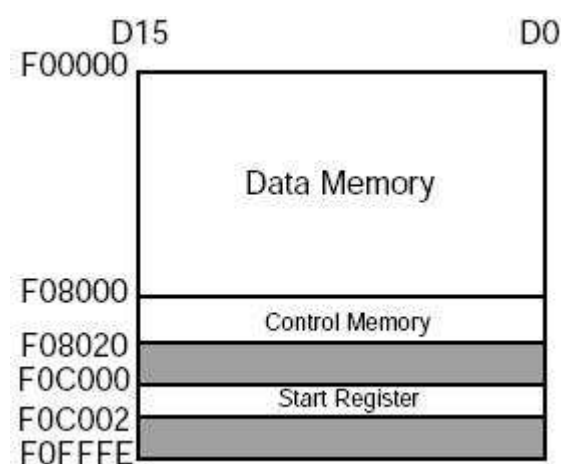 D15 D0
F00000
Data Memory
F08000
Control Memory
F08020
F0C000
Start Register
F0C002
F0FFFE